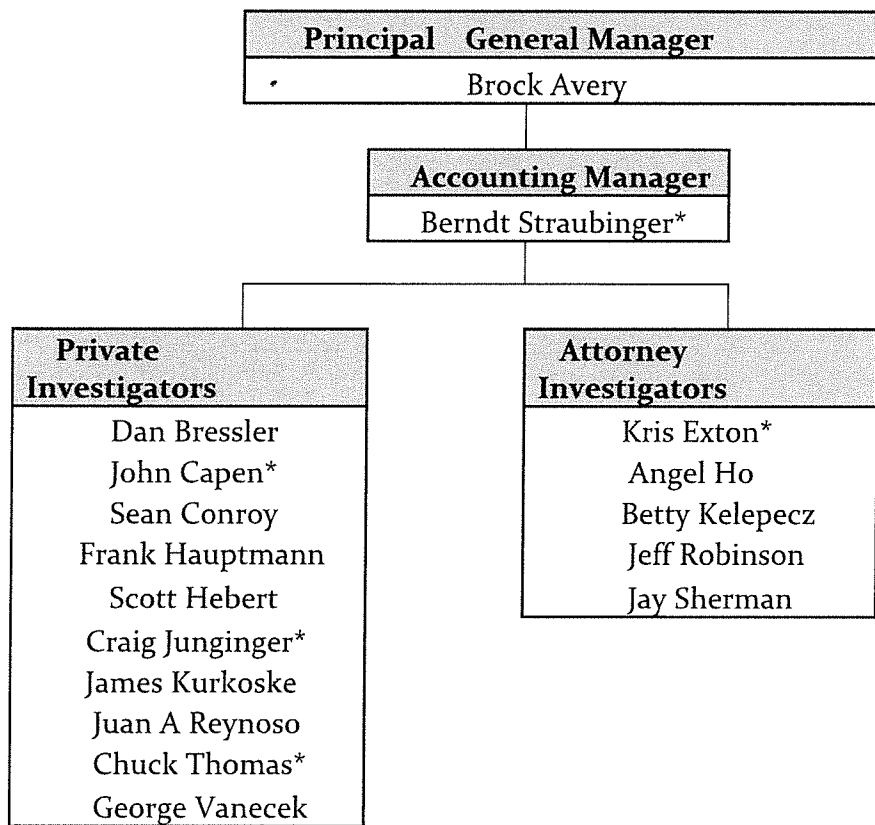 Principal General Manager
Brock Avery
Accounting Manager
Berndt Straubinger*
Private
Investigators
Dan Bressler
John Capen*
Sean Conroy
Frank Hauptmann
Scott Hebert
Craig Junginger*
James Kurkoske
Juan A Reynoso
Chuck Thomas*
George Vanecek
Attorney
Investigators
Kris Exton*
Angel Ho
Betty Kelepecz
Jeff Robinson
Jay Sherman